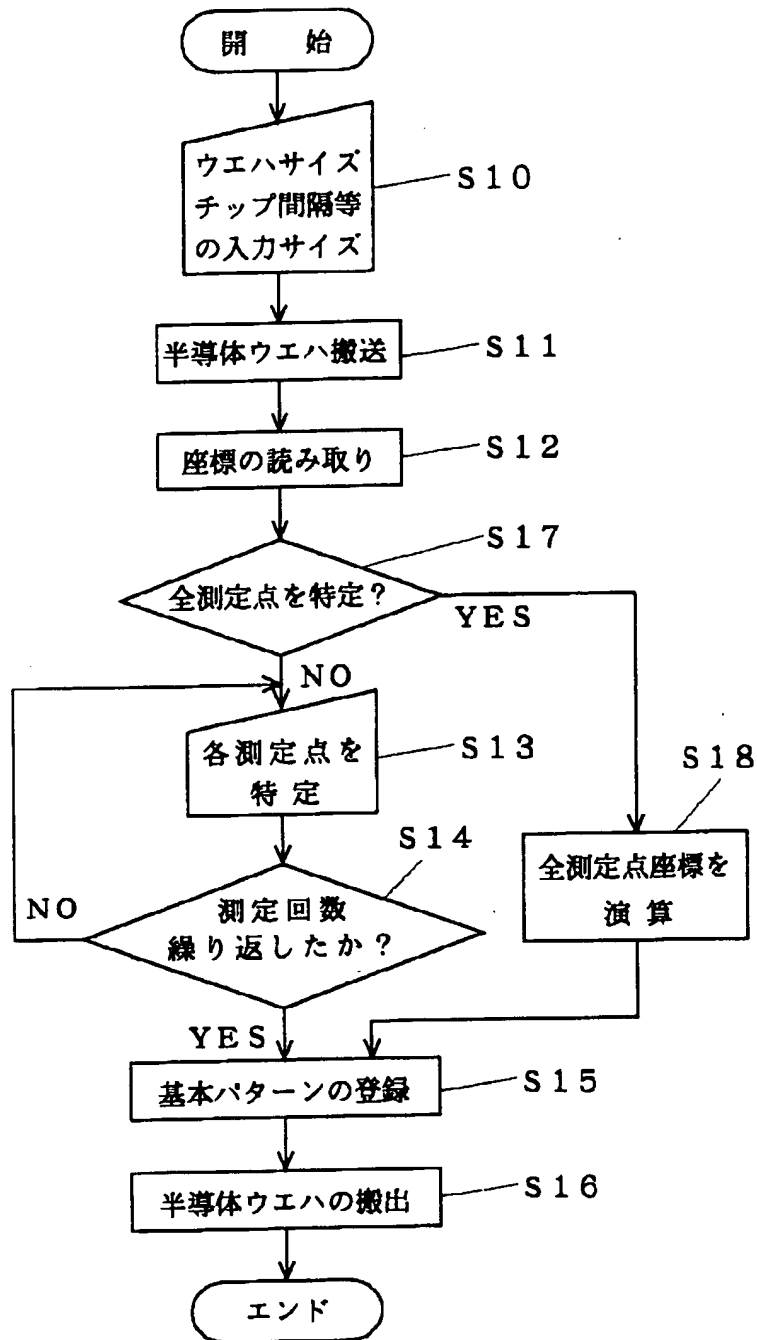 開 始
ウエハサイズ
チップ間隔等
の入力サイズ
S10
半導体ウエハ搬送
S11
座標の読み取り
S12
S17
全測定点を特定?
YES
NO
各測定点を
特定
S13
S18
全測定点座標を
演算
S14
測定回数
繰り返したか?
NO
YES
基本パターンの登録
S15
半導体ウエハの搬出
S16
エンド